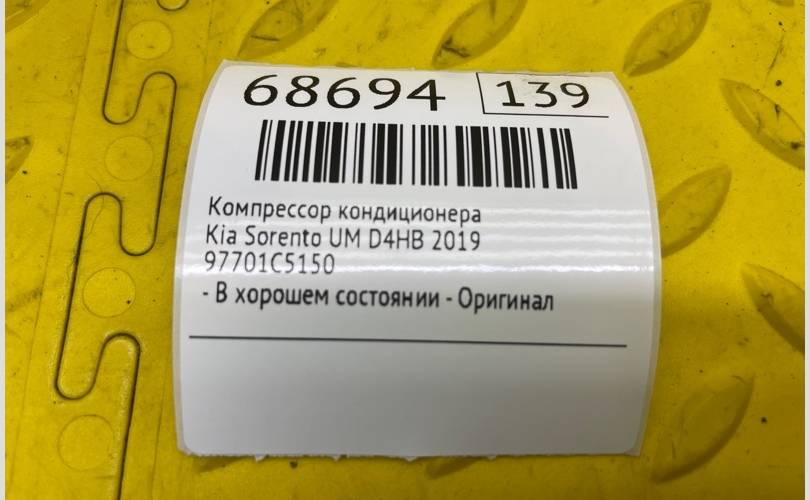 68694 139
Компрессор кондиционера
Kia Sorento UM D4HB 2019
97701C5150
- В хорошем состоянии - Оригинал